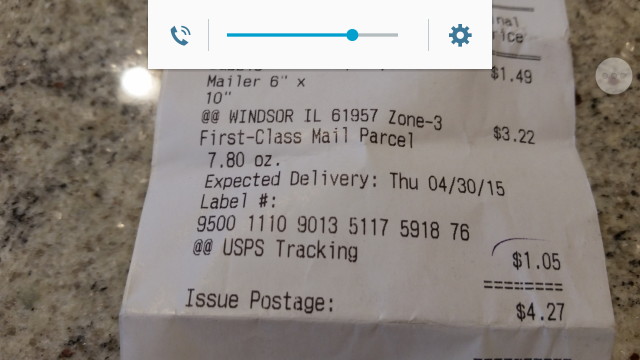 nal
rice
Mailer 6" x $1.49
10"
@@ WINDSOR IL 61957 Zone-3
First-Class Mail Parcel $3.22
7.80 oz.
Expected Delivery: Thu 04/30/15
Label #:
9500 1110 9013 5117 5918 76
@@ USPS Tracking $1.05
========
Issue Postage: $4.27